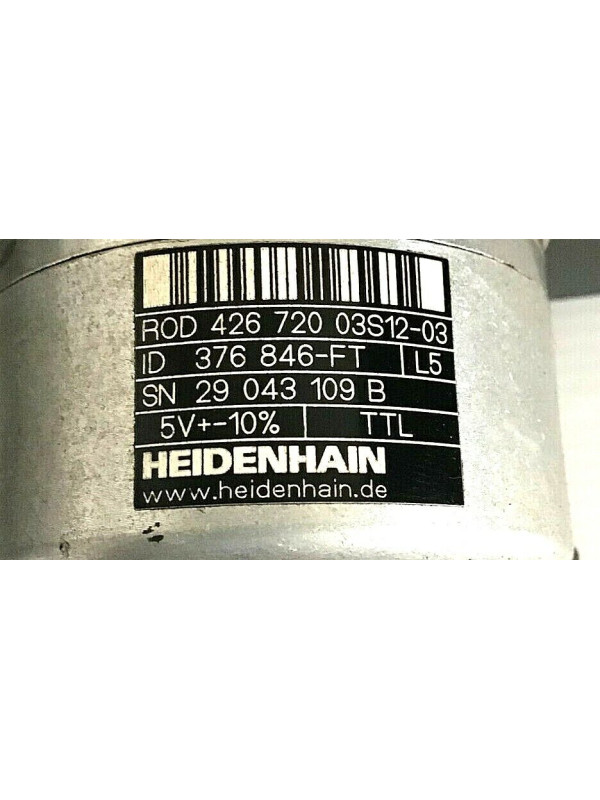 ROD 426 720 03S12-03
ID 376 846-FT L5
SN 29 043 109 B
5V+-10% TTL
HEIDENHAIN
www.heidenhain.de